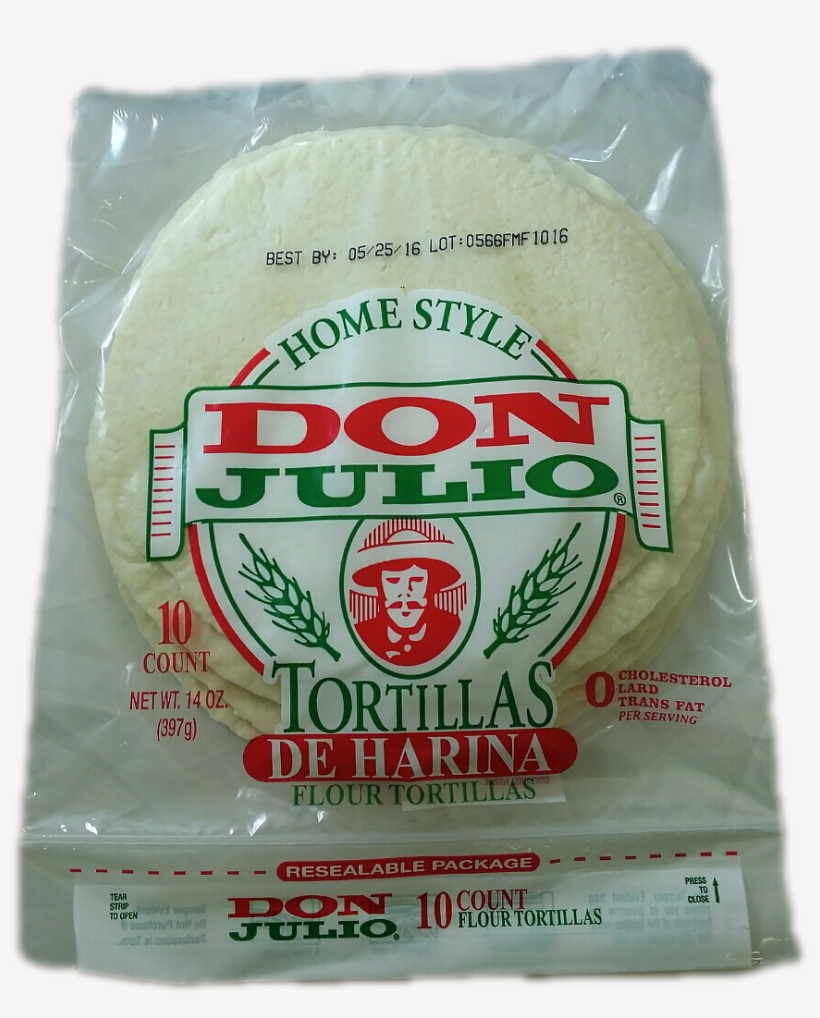 BEST BY: 05/25/16 LOT:0566FMF1016
HOME STYLE
DON
JULIO®
10
COUNT
NET WT. 14 OZ.
(397g)
0 CHOLESTEROL
LARD
TRANS FAT
PER SERVING
TORTILLAS
DE HARINA
FLOUR TORTILLAS
RESEALABLE PACKAGE
TEAR
STRIP
TO OPEN
DON
JULIO®
10 COUNT
FLOUR TORTILLAS
PRESS
TO
CLOSE